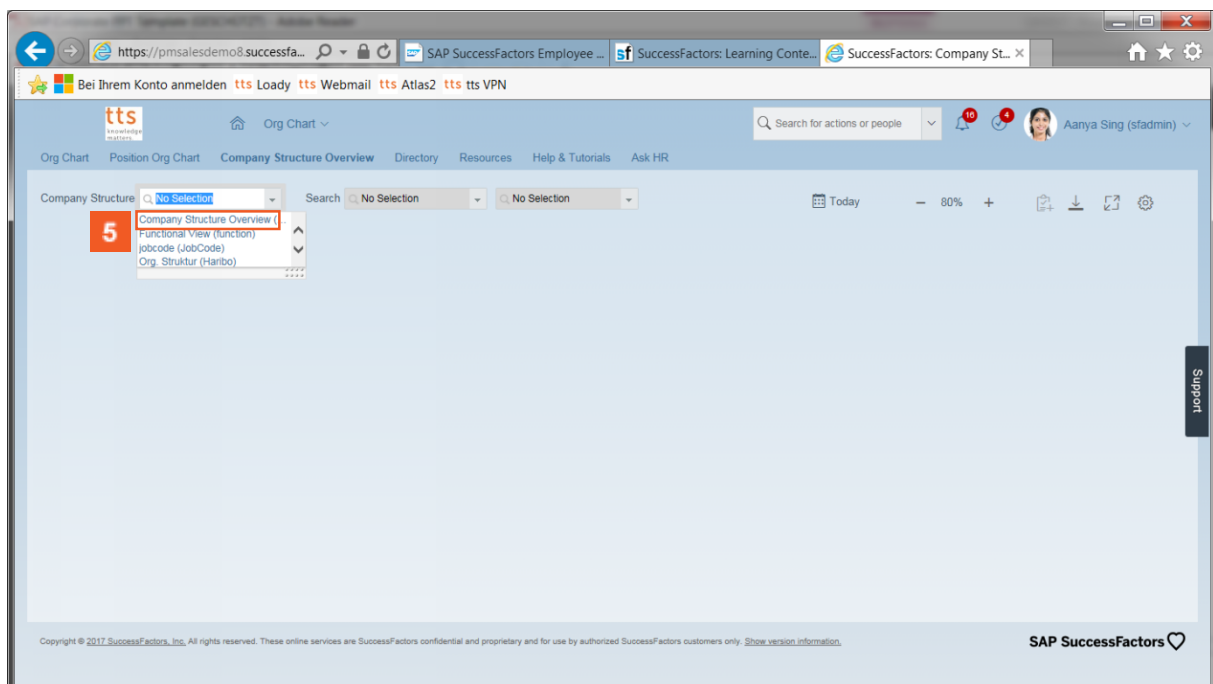 https://pmsalesdemo8.successfa... SAP SuccessFactors Employee ... SuccessFactors: Learning Conte... SuccessFactors: Company St...
Bei Ihrem Konto anmelden tts Loady tts Webmail tts Atlas2 tts tts VPN
tts
knowledge
matters
Org Chart
Search for actions or people
16
4
Aanya Sing (sfadmin)
Org Chart Position Org Chart Company Structure Overview Directory Resources Help & Tutorials Ask HR
Company Structure No Selection Search No Selection No Selection Today – 80% +
5
Company Structure Overview (...
Functional View (function)
jobcode (JobCode)
Org. Struktur (Haribo)
Support
Copyright © 2017 SuccessFactors, Inc. All rights reserved. These online services are SuccessFactors confidential and proprietary and for use by authorized SuccessFactors customers only. Show version information.
SAP SuccessFactors